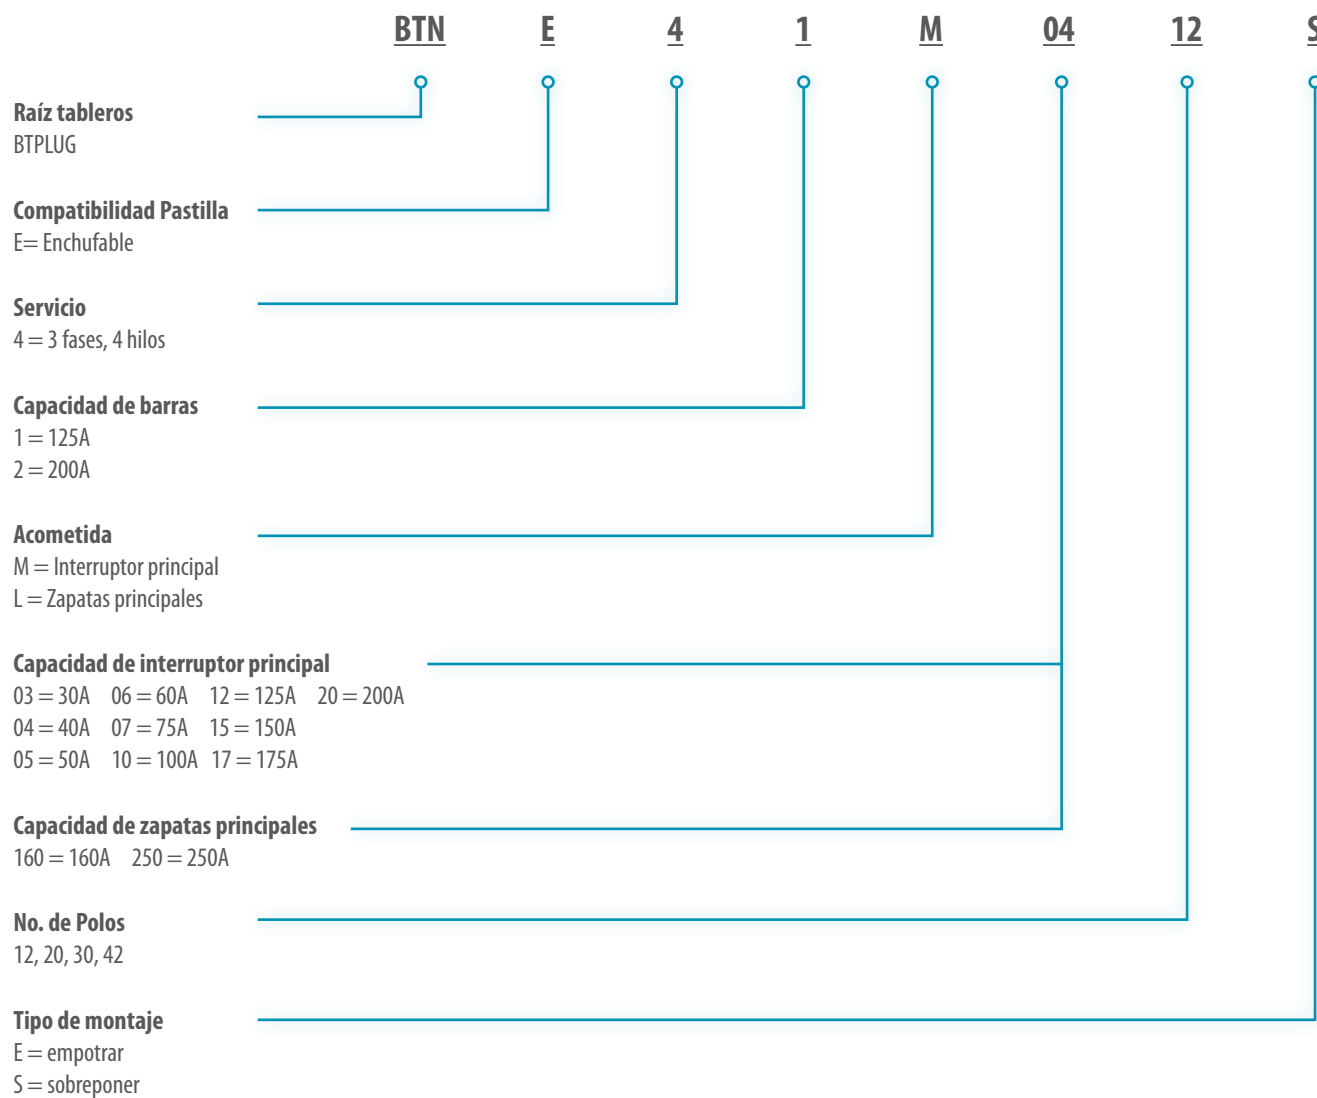 BTN E 4 1 M 04 12 S
Raíz tableros
BTPLUG
Compatibilidad Pastilla
E= Enchufable
Servicio
4 = 3 fases, 4 hilos
Capacidad de barras
1 = 125A
2 = 200A
Acometida
M = Interruptor principal
L = Zapatas principales
Capacidad de interruptor principal
03 = 30A 06 = 60A 12 = 125A 20 = 200A
04 = 40A 07 = 75A 15 = 150A
05 = 50A 10 = 100A 17 = 175A
Capacidad de zapatas principales
160 = 160A 250 = 250A
No. de Polos
12, 20, 30, 42
Tipo de montaje
E = empotrar
S = sobreponer